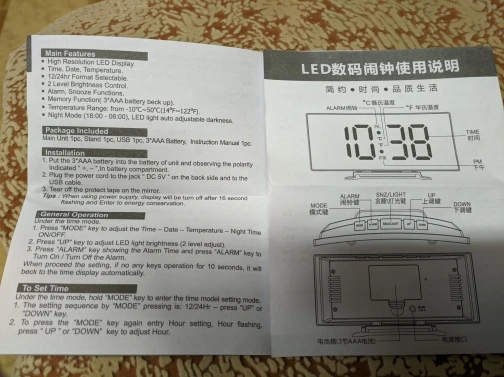 Main Features
High Resolution LED Display.
Time, Date, Temperature.
12/24hr Format Selectable.
2 Level Brightness Control.
Alarm, Snooze Functions.
Memory Function( 3*AAA battery beck up).
Temperature Range: from -10℃~50℃(14℉~122℉).
Night Mode (18:00 - 06:00), LED light auto adjustable darkness.
Package Included
Main Unit 1pc, Stand 1pc, USB 1pc, 3*AAA Battery, Instruction Manual 1pc.
Installation
1. Put the 3*AAA battery into the battery of unit and observing the polarity
indicated " +, – ",In battery compartment.
2. Plug the power cord to the jack " DC 5V " on the back side and to the
USB cable.
3. Tear off the protect tape on the mirror.
Tips : When using power supply, display will be turn off after 10 second
flashing and Enter to energy conservation.
General Operation
Under the time mode.
1. Press "MODE" key to adjust the Time – Date – Temperature – Night Time
ON/OFF.
2. Press "UP" key to adjust LED light brightness (2 level adjust).
3. Press "ALARM" key showing the Alarm Time and press "ALARM" key to
Turn On / Turn Off the Alarm.
When proceed the setting, if no any keys operation for 10 seconds, it will
beck to the time display automatically.
To Set Time
Under the time mode, hold "MODE" key to enter the time model setting mode.
1. The setting sequence by "MODE" pressing is: 12/24Hr – press "UP" or
"DOWN" key.
2. To press the "MODE" key again entry Hour setting, Hour flashing,
press " UP " or "DOWN" key to adjust Hour.
LED数码闹钟使用说明
简约·时尚·品质生活
℃ 摄氏温度
ALARM闹钟
℉ 华氏温度
10:38
TIME
时间
PM
下午
MODE
模式键
ALARM
闹钟键
SNZ/LIGHT
贪睡/灯光键
UP
上调键
DOWN
下调键
电池箱(3节AAA电池)
电源接口